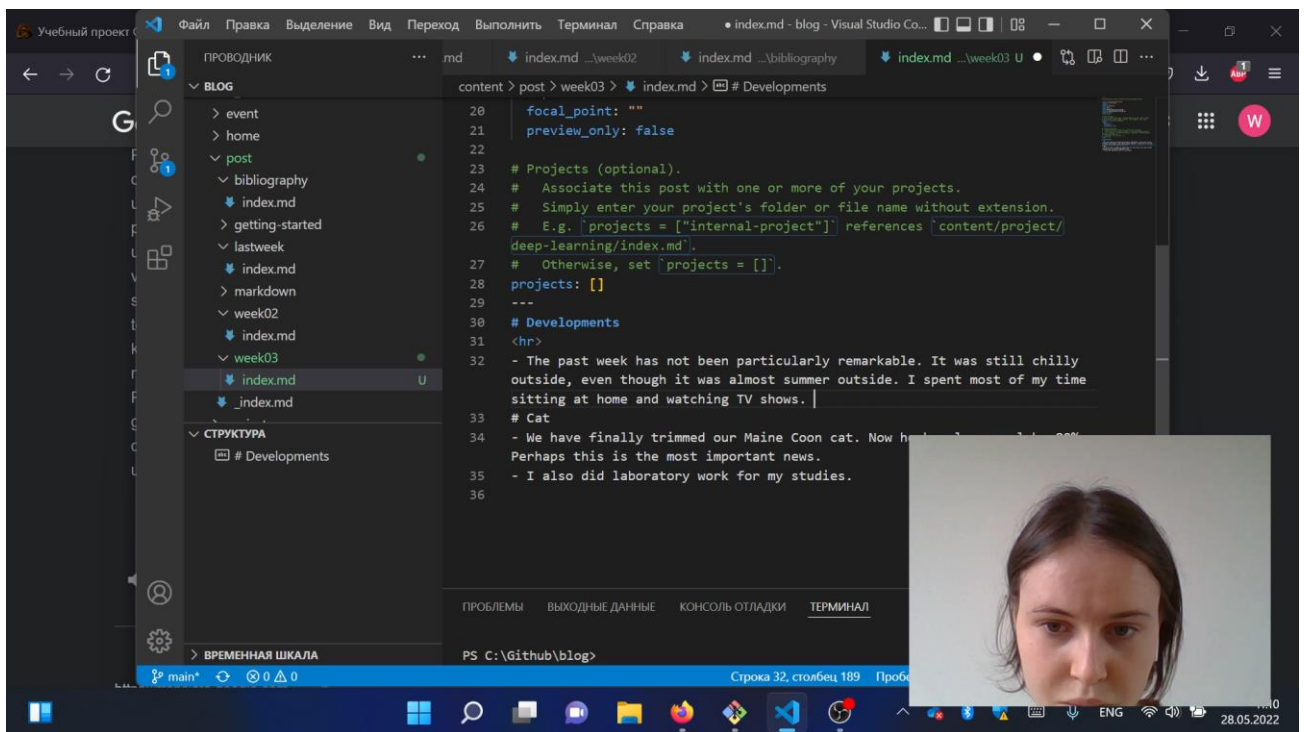 Учебный проект
Файл Правка Выделение Вид Переход Выполнить Терминал Справка ● index.md - blog - Visual Studio Co...
ПРОВОДНИК ... .md index.md ...\week02 index.md ...\bibliography index.md ...\week03 U ●
BLOG
content > post > week03 > index.md > # Developments
event
home
post
bibliography
index.md
getting-started
lastweek
index.md
markdown
week02
index.md
week03
index.md U
_index.md
СТРУКТУРА
# Developments
ВРЕМЕННАЯ ШКАЛА
20 focal_point: ""
21 preview_only: false
22
23 # Projects (optional).
24 # Associate this post with one or more of your projects.
25 # Simply enter your project's folder or file name without extension.
26 # E.g. `projects = ["internal-project"]` references `content/project/
deep-learning/index.md`.
27 # Otherwise, set `projects = []`.
28 projects: []
29 ---
30 # Developments
31 <hr>
32 - The past week has not been particularly remarkable. It was still chilly
outside, even though it was almost summer outside. I spent most of my time
sitting at home and watching TV shows.
33 # Cat
34 - We have finally trimmed our Maine Coon cat. Now
Perhaps this is the most important news.
35 - I also did laboratory work for my studies.
36
ПРОБЛЕМЫ ВЫХОДНЫЕ ДАННЫЕ КОНСОЛЬ ОТЛАДКИ ТЕРМИНАЛ
PS C:\Github\blog>
main* 0 0 Строка 32, столбец 189
W
ABP 1
ENG
28.05.2022